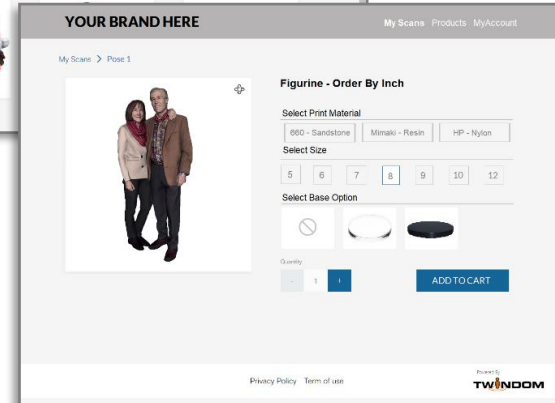 YOUR BRAND HERE
My Scans Products MyAccount
My Scans > Pose 1
Figurine - Order By Inch
Select Print Material
660 - Sandstone Mimaki - Resin HP - Nylon
Select Size
5 6 7 8 9 10 12
Select Base Option
Quantity
- 1 +
ADD TO CART
Privacy Policy Term of use
Powered By
TWINDOM